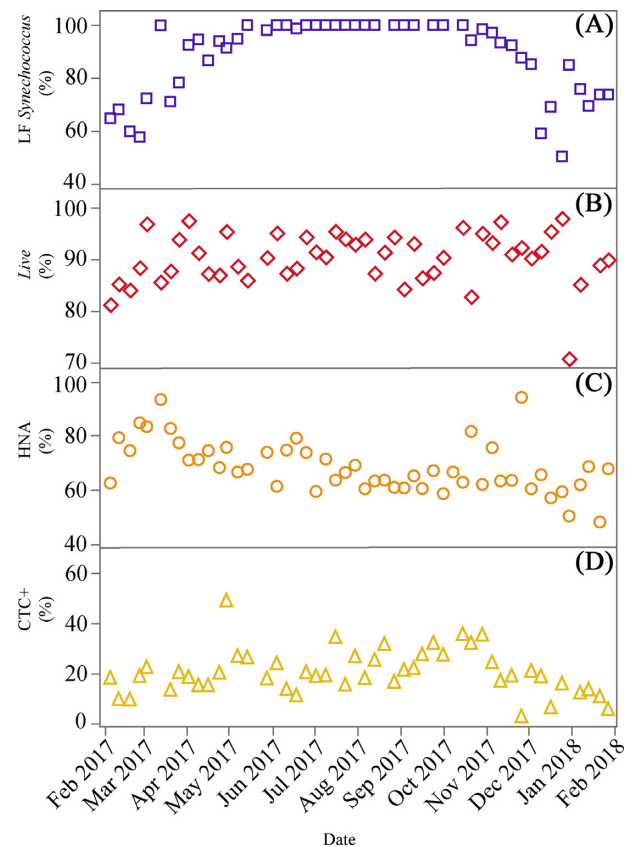 (A)
LF Synechococcus
(%)
100
80
60
40
(B)
Live
(%)
100
90
80
70
(C)
HNA
(%)
100
80
60
40
(D)
CTC+
(%)
60
40
20
0
Feb 2017
Mar 2017
Apr 2017
May 2017
Jun 2017
Jul 2017
Aug 2017
Sep 2017
Oct 2017
Nov 2017
Dec 2017
Jan 2018
Feb 2018
Date